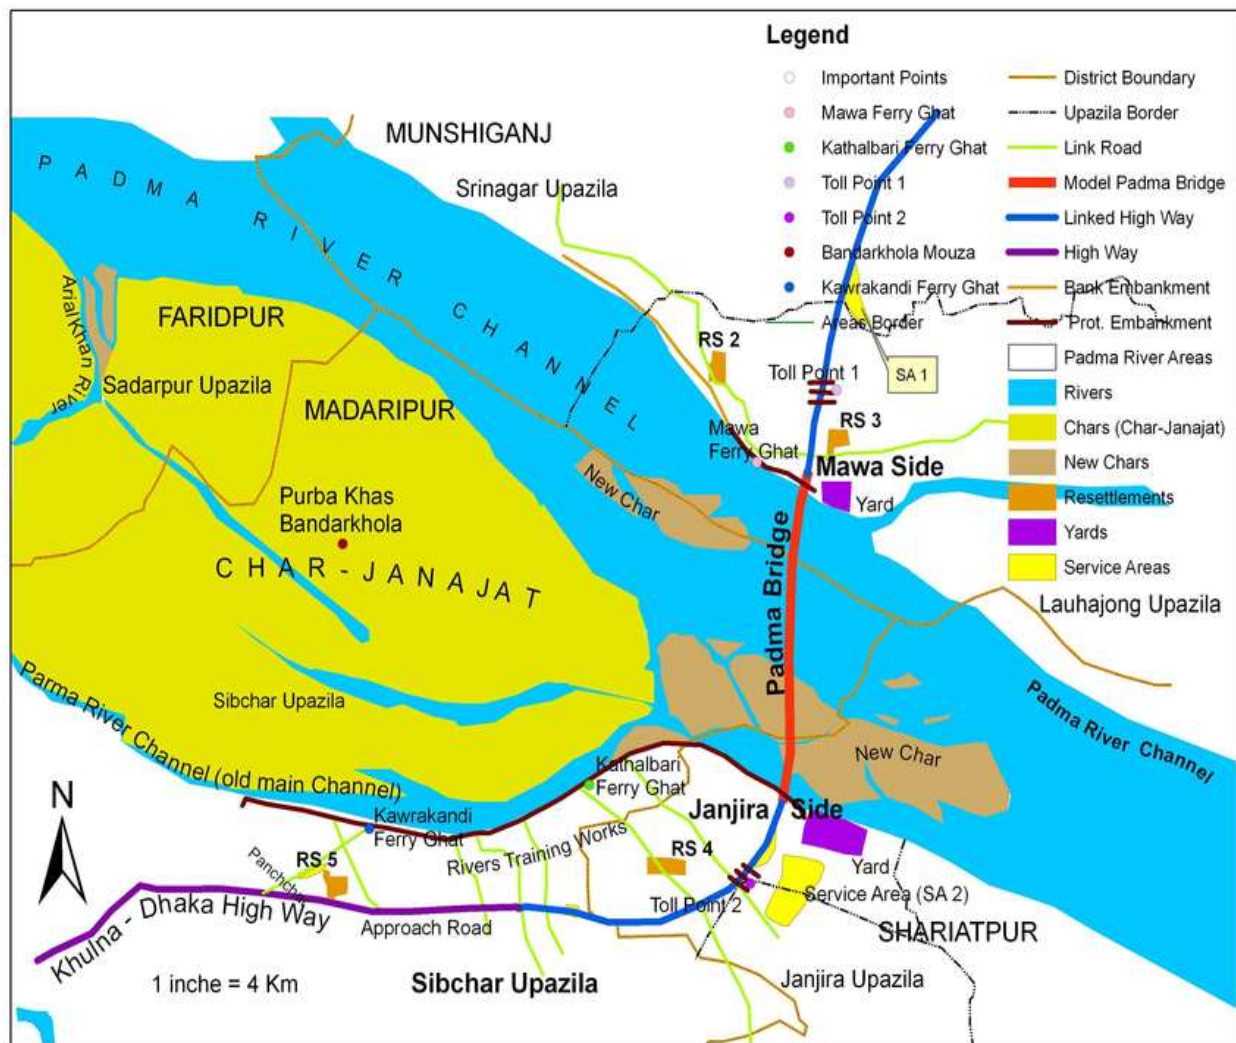 Legend
Important Points
Mawa Ferry Ghat
Kathalbari Ferry Ghat
Toll Point 1
Toll Point 2
Bandarkhola Mouza
Kawrakandi Ferry Ghat
Areas Border
District Boundary
Upazila Border
Link Road
Model Padma Bridge
Linked High Way
High Way
Bank Embankment
Prot. Embankment
Padma River Areas
Rivers
Chars (Char-Janajat)
New Chars
Resettlements
Yards
Service Areas
MUNSHIGANJ
Srinagar Upazila
PADMA RIVER CHANNEL
Arial Khan River
FARIDPUR
Sadarpur Upazila
MADARIPUR
RS 2
Toll Point 1
SA 1
RS 3
Mawa
Ferry Ghat
Mawa Side
Yard
New Char
Purba Khas
Bandarkhola
CHAR-JANAJAT
Padma Bridge
Lauhajong Upazila
Sibchar Upazila
Parma River Channel (old main Channel)
Padma River Channel
New Char
Kathalbari
Ferry Ghat
Janjira Side
N
Kawrakandi
Ferry Ghat
Rivers Training Works
RS 4
RS 5
Yard
Service Area (SA 2)
Toll Point 2
Khulna - Dhaka High Way
Approach Road
SHARIATPUR
Janjira Upazila
1 inche = 4 Km
Sibchar Upazila